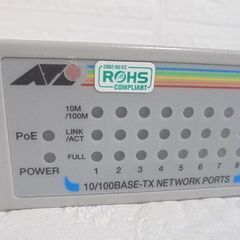 2002/95/EC
ROHS
COMPLIANT
10M
/100M
PoE
LINK
/ACT
FULL
POWER
1 2 3 4 5 6 7 8
10/100BASE-TX NETWORK PORTS